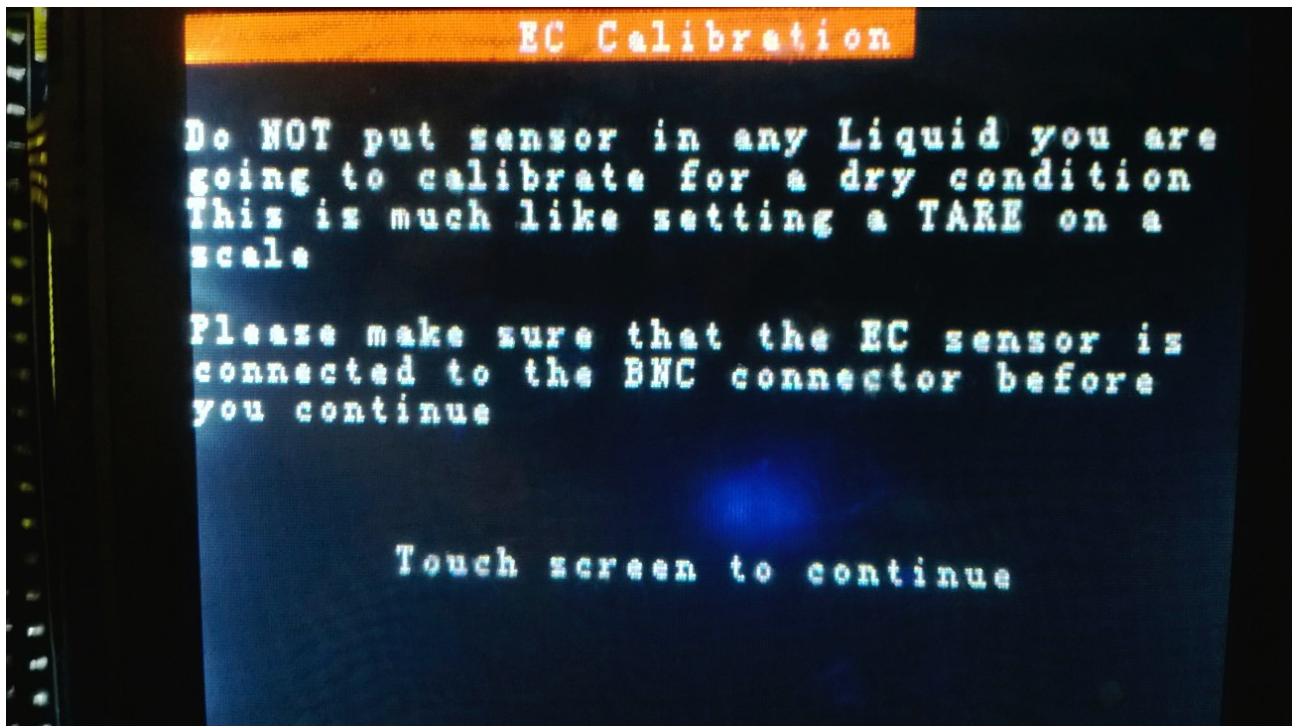 EC Calibration
Do NOT put sensor in any Liquid you are
going to calibrate for a dry condition
This is much like setting a TARE on a
scale
Please make sure that the EC sensor is
connected to the BNC connector before
you continue
Touch screen to continue